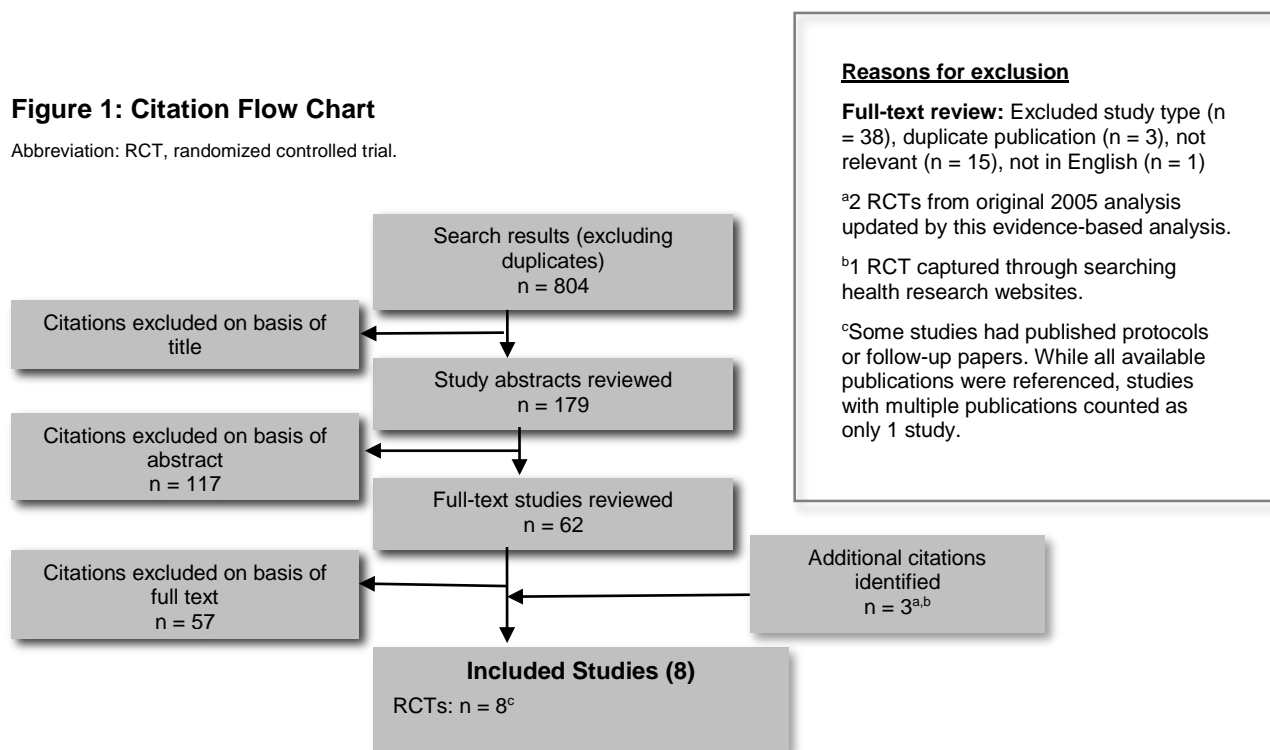 Figure 1: Citation Flow Chart
Abbreviation: RCT, randomized controlled trial.
Reasons for exclusion
Full-text review: Excluded study type (n
= 38), duplicate publication (n = 3), not
relevant (n = 15), not in English (n = 1)
a2 RCTs from original 2005 analysis
updated by this evidence-based analysis.
b1 RCT captured through searching
health research websites.
cSome studies had published protocols
or follow-up papers. While all available
publications were referenced, studies
with multiple publications counted as
only 1 study.
Search results (excluding
duplicates)
n = 804
Citations excluded on basis of
title
Study abstracts reviewed
n = 179
Citations excluded on basis of
abstract
n = 117
Full-text studies reviewed
n = 62
Citations excluded on basis of
full text
n = 57
Additional citations
identified
n = 3a,b
Included Studies (8)
RCTs: n = 8c